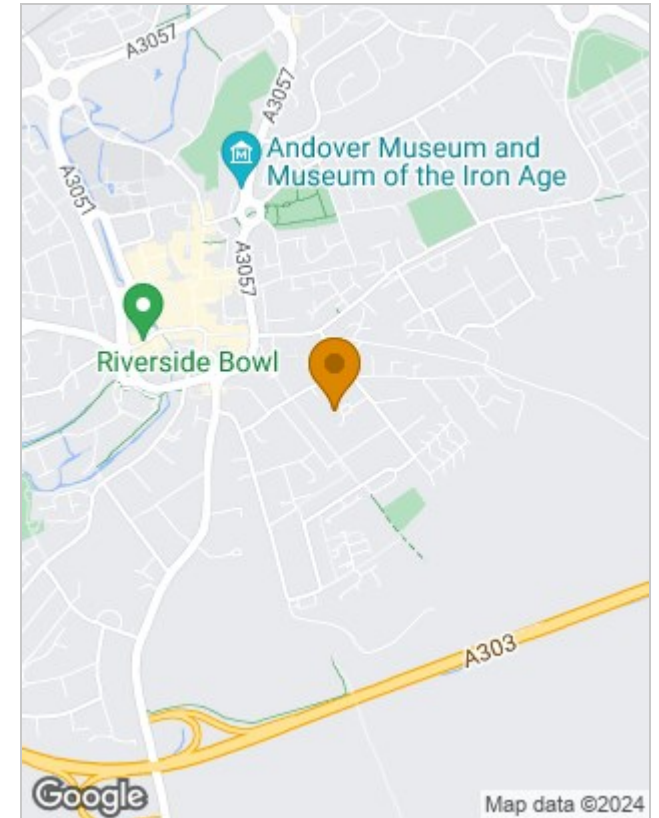 A3057
A3057
Andover Museum and
Museum of the Iron Age
A3051
A3057
Riverside Bowl
A303
Google
Map data ©2024